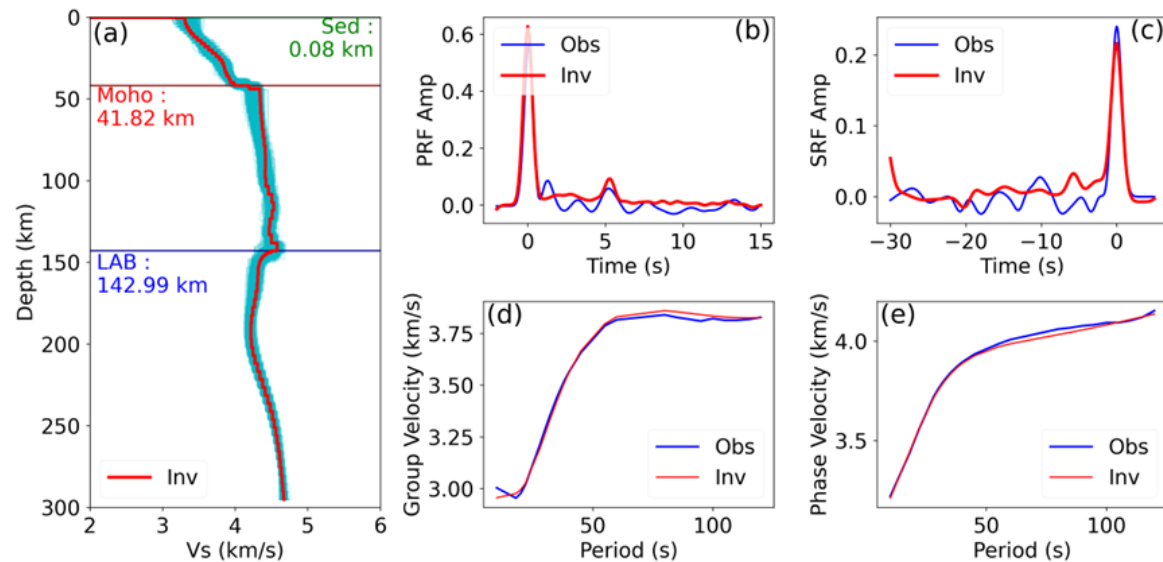 (a)
Sed :
0.08 km
Moho :
41.82 km
LAB :
142.99 km
Inv
0
50
100
150
200
250
300
Depth (km)
2
3
4
5
6
Vs (km/s)
(b)
Obs
Inv
0.6
0.4
0.2
0.0
PRF Amp
0
5
10
15
Time (s)
(c)
Obs
Inv
0.2
0.1
0.0
SRF Amp
−30
−20
−10
0
Time (s)
(d)
Obs
Inv
3.75
3.50
3.25
3.00
Group Velocity (km/s)
50
100
Period (s)
(e)
Obs
Inv
4.0
3.5
Phase Velocity (km/s)
50
100
Period (s)